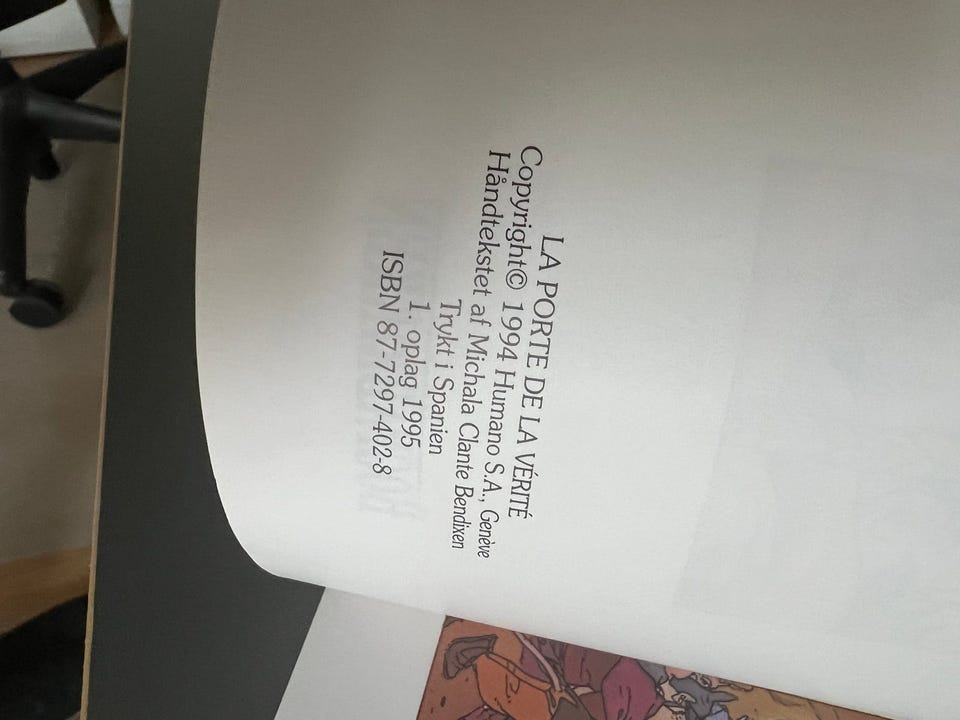 LA PORTE DE LA VÉRITÉ
Copyright© 1994 Humano S.A., Genève
Håndtekstet af Michala Clante Bendixen
Trykt i Spanien
1. oplag 1995
ISBN 87-7297-402-8